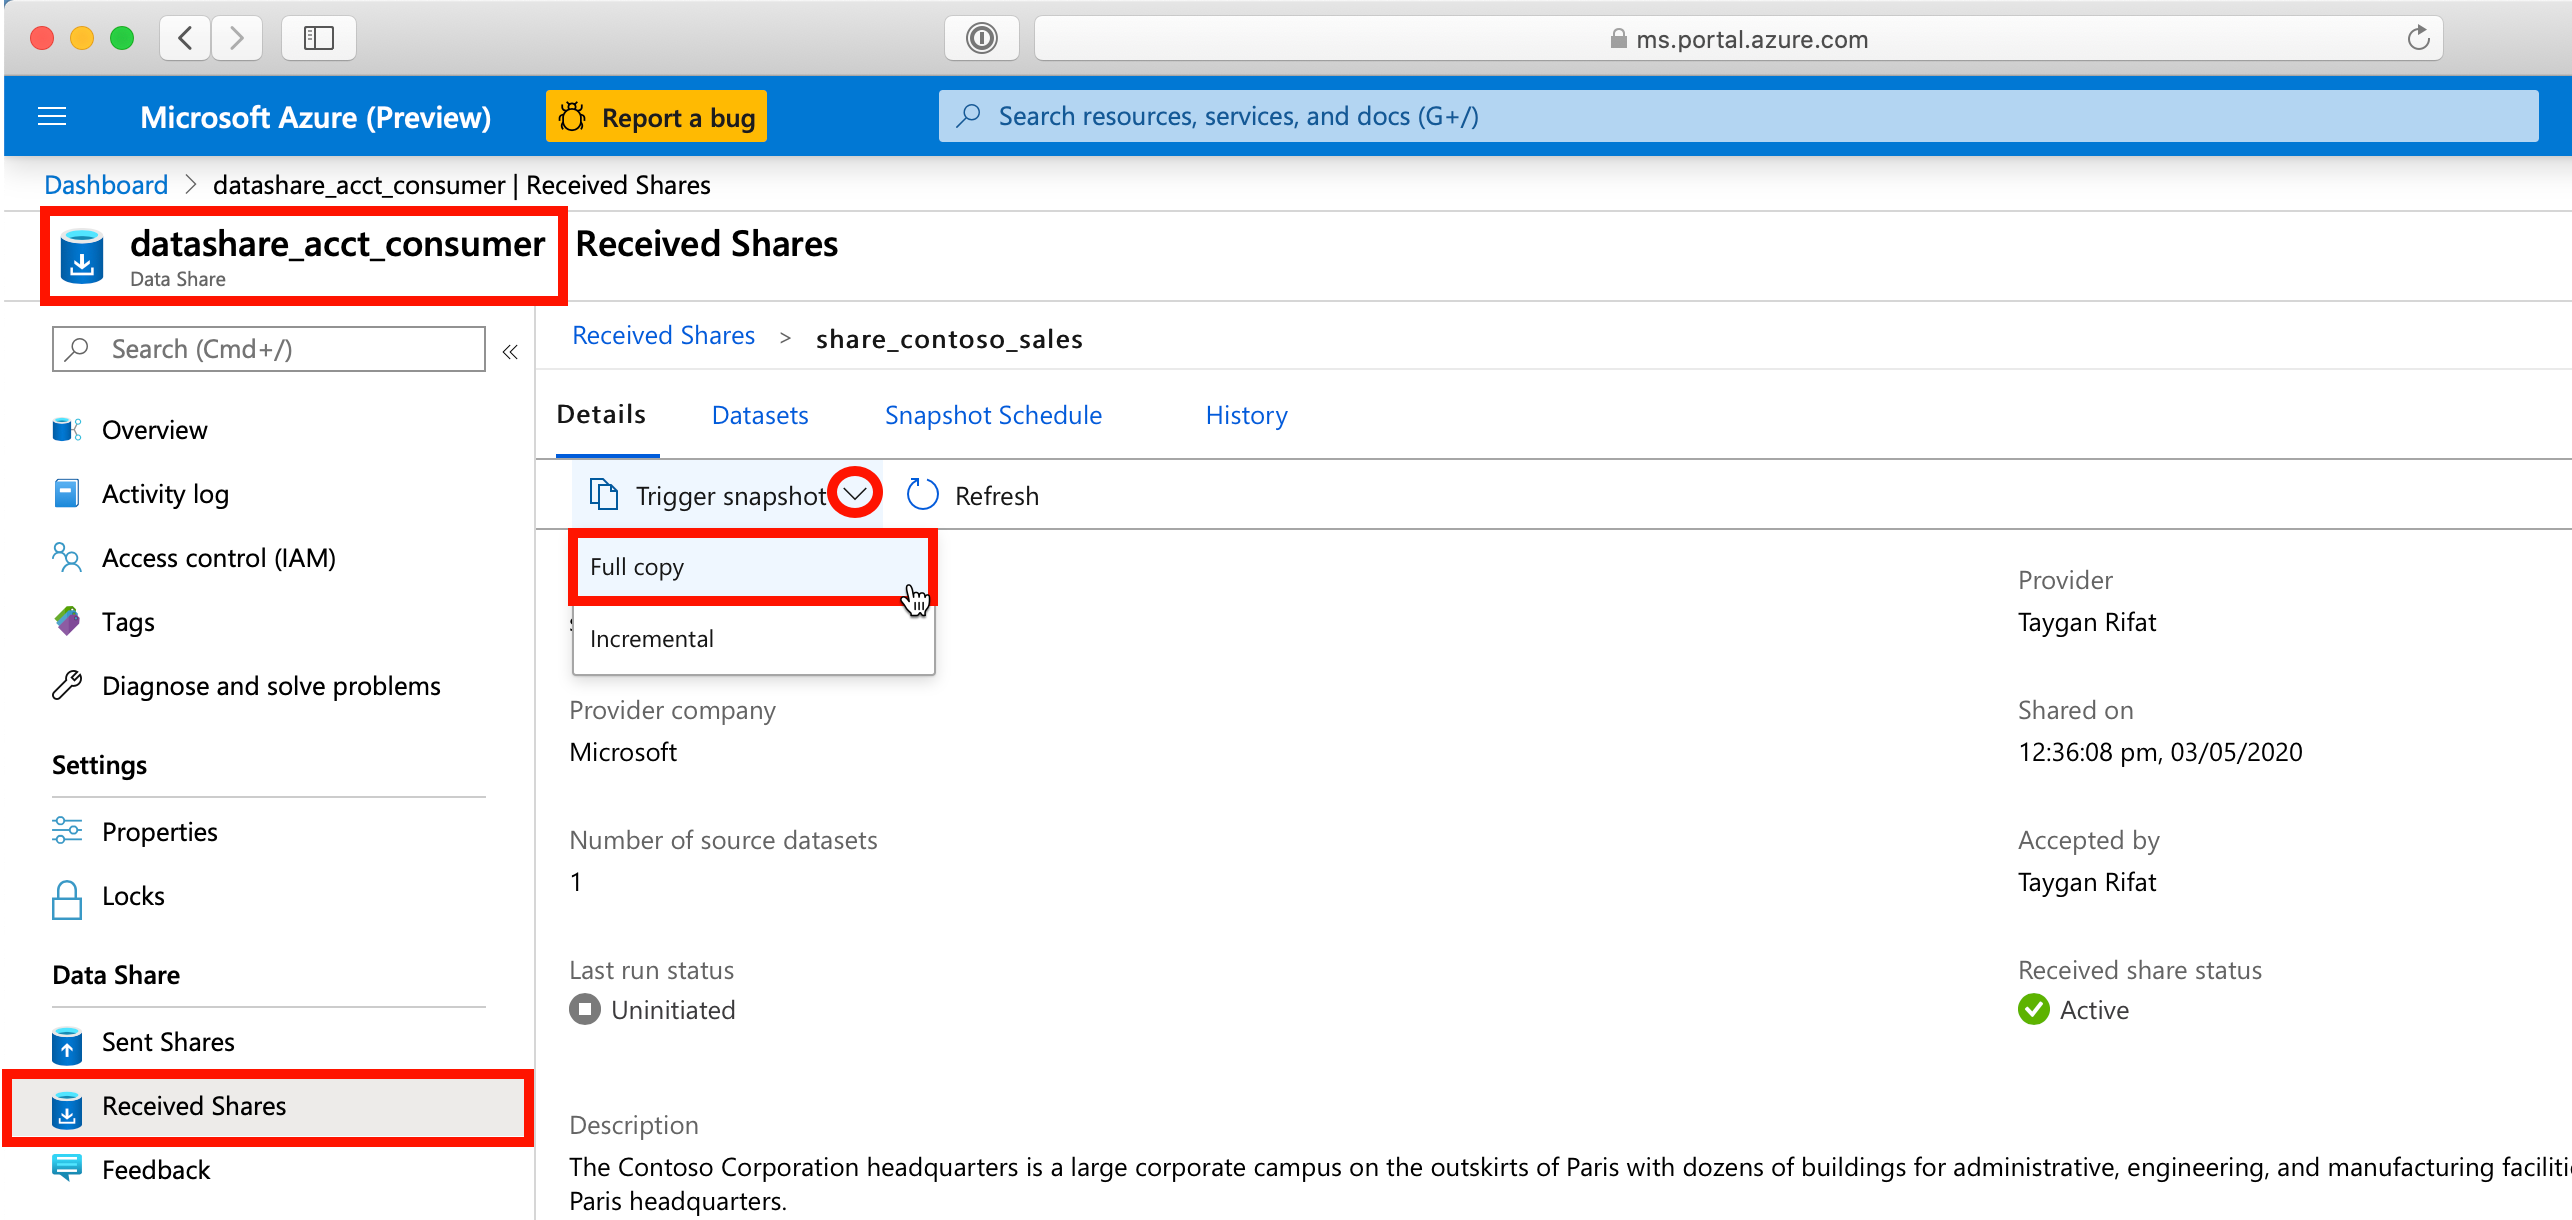 ms.portal.azure.com
Microsoft Azure (Preview)
Report a bug
Search resources, services, and docs (G+/)
Dashboard > datashare_acct_consumer | Received Shares
datashare_acct_consumer Received Shares
Data Share
Search (Cmd+/)
«
Overview
Activity log
Access control (IAM)
Tags
Diagnose and solve problems
Settings
Properties
Locks
Data Share
Sent Shares
Received Shares
Feedback
Received Shares > share_contoso_sales
Details Datasets Snapshot Schedule History
Trigger snapshot Refresh
Full copy
Incremental
Provider
Taygan Rifat
Provider company
Microsoft
Shared on
12:36:08 pm, 03/05/2020
Number of source datasets
1
Accepted by
Taygan Rifat
Last run status
Uninitiated
Received share status
Active
Description
The Contoso Corporation headquarters is a large corporate campus on the outskirts of Paris with dozens of buildings for administrative, engineering, and manufacturing
Paris headquarters.